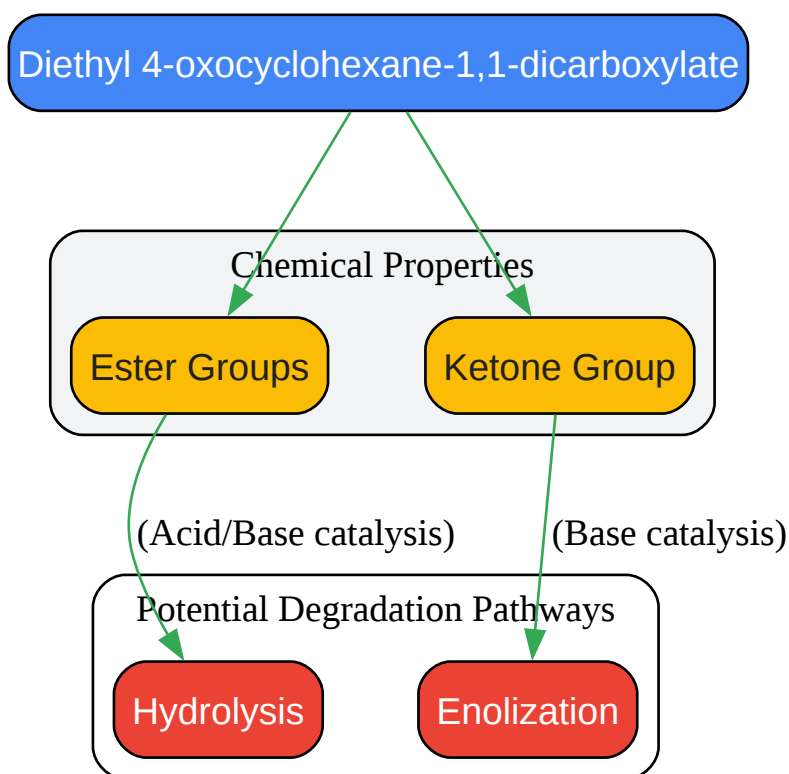 Diethyl 4-oxocyclohexane-1,1-dicarboxylate
Chemical Properties
Ester Groups
Ketone Group
(Acid/Base catalysis)
(Base catalysis)
Potential Degradation Pathways
Hydrolysis
Enolization